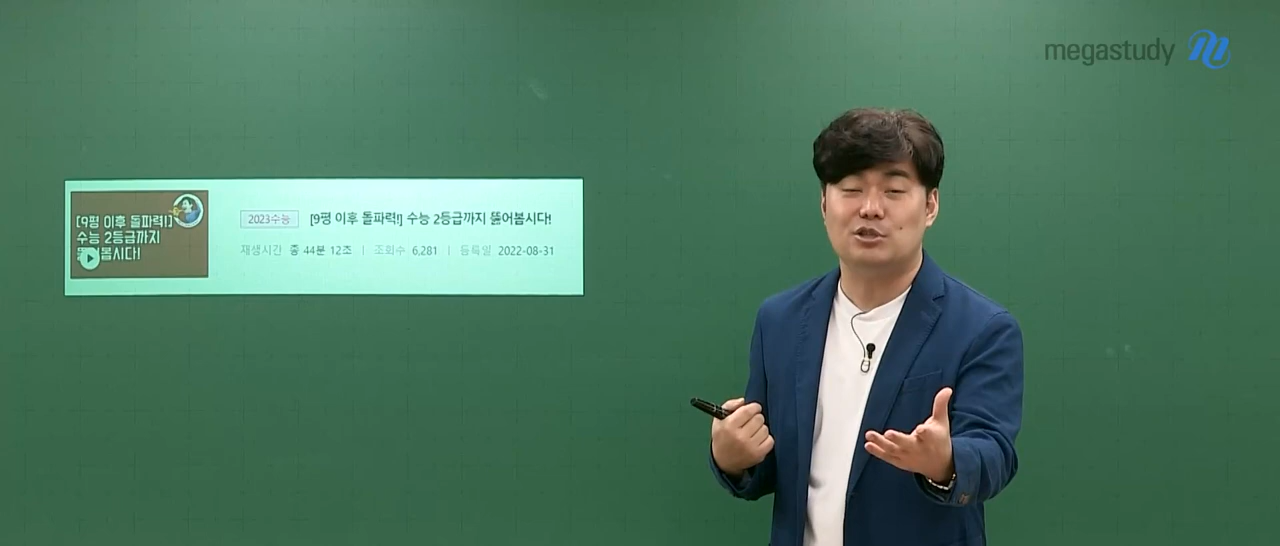 megastudy
[9평 이후 돌파력!]
수능 2등급까지
뚫어봅시다!
2023수능 [9평 이후 돌파력!] 수능 2등급까지 뚫어봅시다!
재생시간 총 44분 12초 | 조회수 6,281 | 등록일 2022-08-31